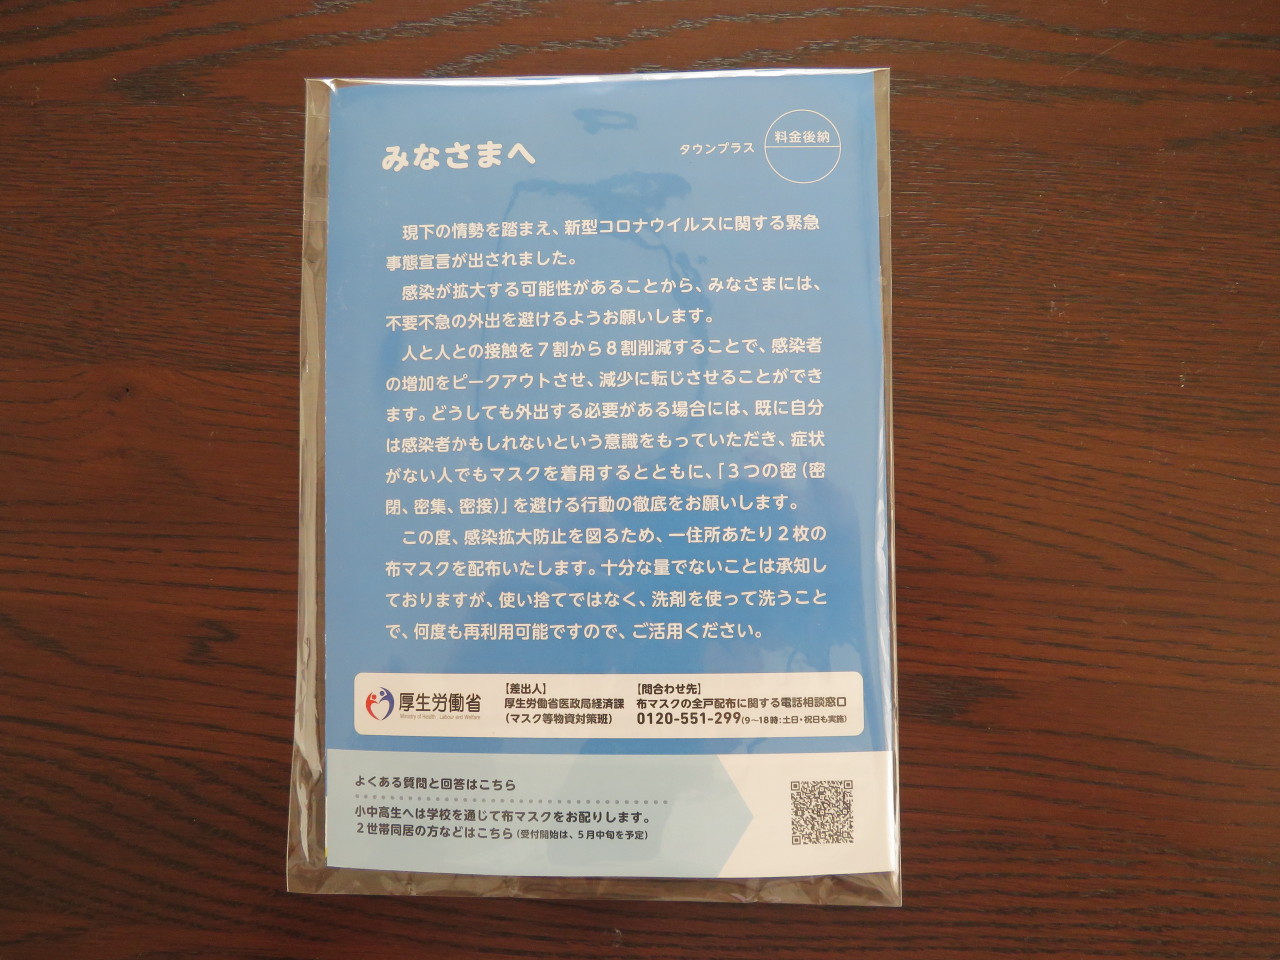 みなさまへ
タウンプラス
料金後納
現下の情勢を踏まえ、新型コロナウイルスに関する緊急
事態宣言が出されました。
感染が拡大する可能性があることから、みなさまには、
不要不急の外出を避けるようお願いします。
人と人との接触を7割から8割削減することで、感染者
の増加をピークアウトさせ、減少に転じさせることができ
ます。どうしても外出する必要がある場合には、既に自分
は感染者かもしれないという意識をもっていただき、症状
がない人でもマスクを着用するとともに、「3つの密(密
閉、密集、密接)」を避ける行動の徹底をお願いします。
この度、感染拡大防止を図るため、一住所あたり2枚の
布マスクを配布いたします。十分な量でないことは承知し
ておりますが、使い捨てではなく、洗剤を使って洗うこと
で、何度も再利用可能ですので、ご活用ください。
厚生労働省
Ministry of Health, Labour and Welfare
【差出人】
厚生労働省医政局経済課
(マスク等物資対策班)
【問合わせ先】
布マスクの全戸配布に関する電話相談窓口
0120-551-299(9～18時:土日・祝日も実施)
よくある質問と回答はこちら
小中高生へは学校を通じて布マスクをお配りします。
2世帯同居の方などはこちら(受付開始は、5月中旬を予定)